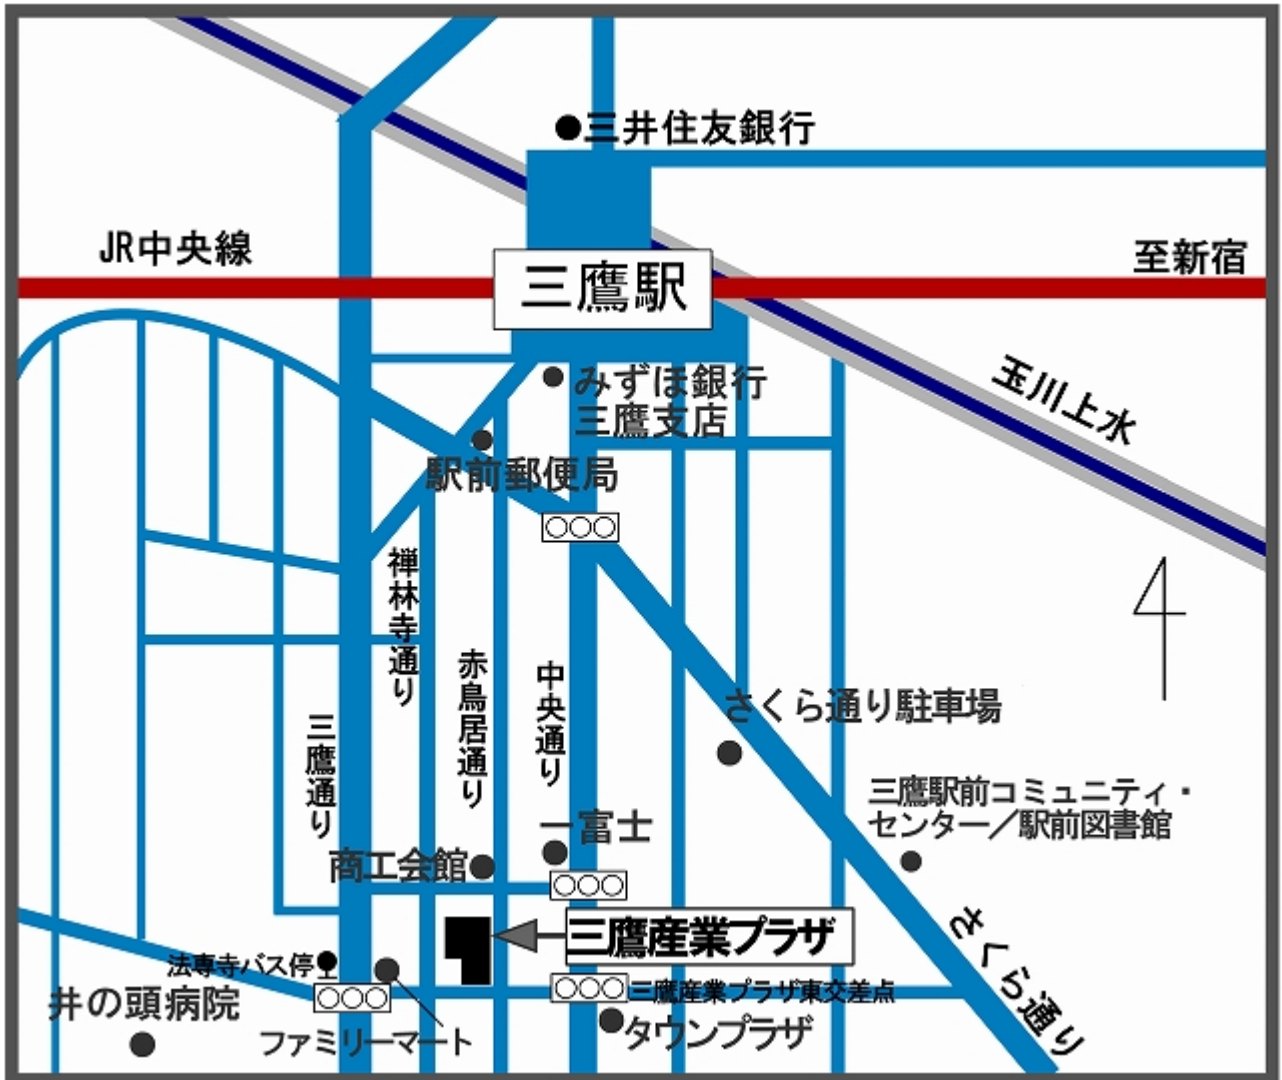 三井住友銀行
JR中央線
至新宿
三鷹駅
玉川上水
みずほ銀行
三鷹支店
駅前郵便局
禅林寺通り
赤鳥居通り
中央通り
三鷹通り
さくら通り駐車場
三鷹駅前コミュニティ・
センター／駅前図書館
一富士
商工会館
三鷹産業プラザ
さくら通り
法専寺バス停
三鷹産業プラザ東交差点
井の頭病院
ファミリーマート
タウンプラザ